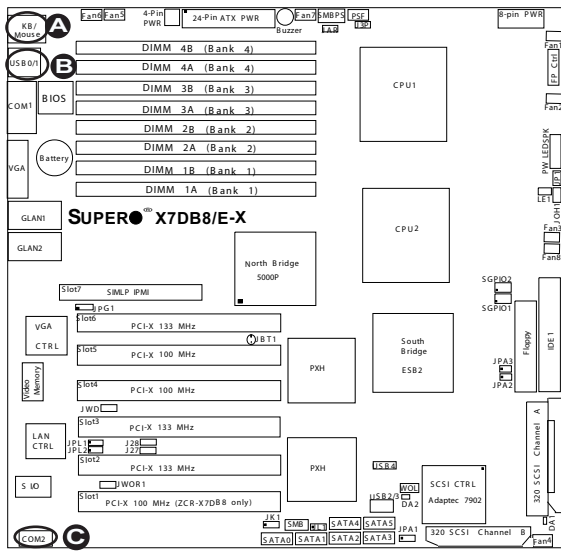 KB/
Mouse
A
Fan6
Fan5
4-Pin
PWR
24-Pin ATX PWR
Buzzer
Fan7
SMBPS
JAR
PSF
J3P
8-pin PWR
USB0/1
B
DIMM 4B (Bank 4)
DIMM 4A (Bank 4)
DIMM 3B (Bank 3)
DIMM 3A (Bank 3)
DIMM 2B (Bank 2)
DIMM 2A (Bank 2)
DIMM 1B (Bank 1)
DIMM 1A (Bank 1)
COM1
BIOS
Battery
VGA
CPU1
Fan1
FP Ctrl
Fan2
PW LEDSPK
JP1
LE1
JOH1
Fan3
Fan8
GLAN1
GLAN2
SUPER® X7DB8/E-X
CPU2
North Bridge
5000P
SGPIO2
SGPIO1
Slot7
SIMLP IPMI
JPG1
VGA
CTRL
Slot6
PCI-X 133 MHz
JBT1
Slot5
PCI-X 100 MHz
Video
Memory
Slot4
PCI-X 100 MHz
PXH
South
Bridge
ESB2
Floppy
IDE1
JPA3
JPA2
JWD
LAN
CTRL
Slot3
PCI-X 133 MHz
JPL1
JPL2
J28
J27
Slot2
PCI-X 133 MHz
PXH
S I/O
JWOR1
Slot1
PCI-X 100 MHz (ZCR-X7DB8 only)
USB4
USB2/3
WOL
DA2
SCSI CTRL
Adaptec 7902
320 SCSI Channel A
DA1
COM2
C
JK1
SMB
SATA4
SATA5
JPA1
SATA0
SATA1
SATA2
SATA3
320 SCSI Channel B
Fan4